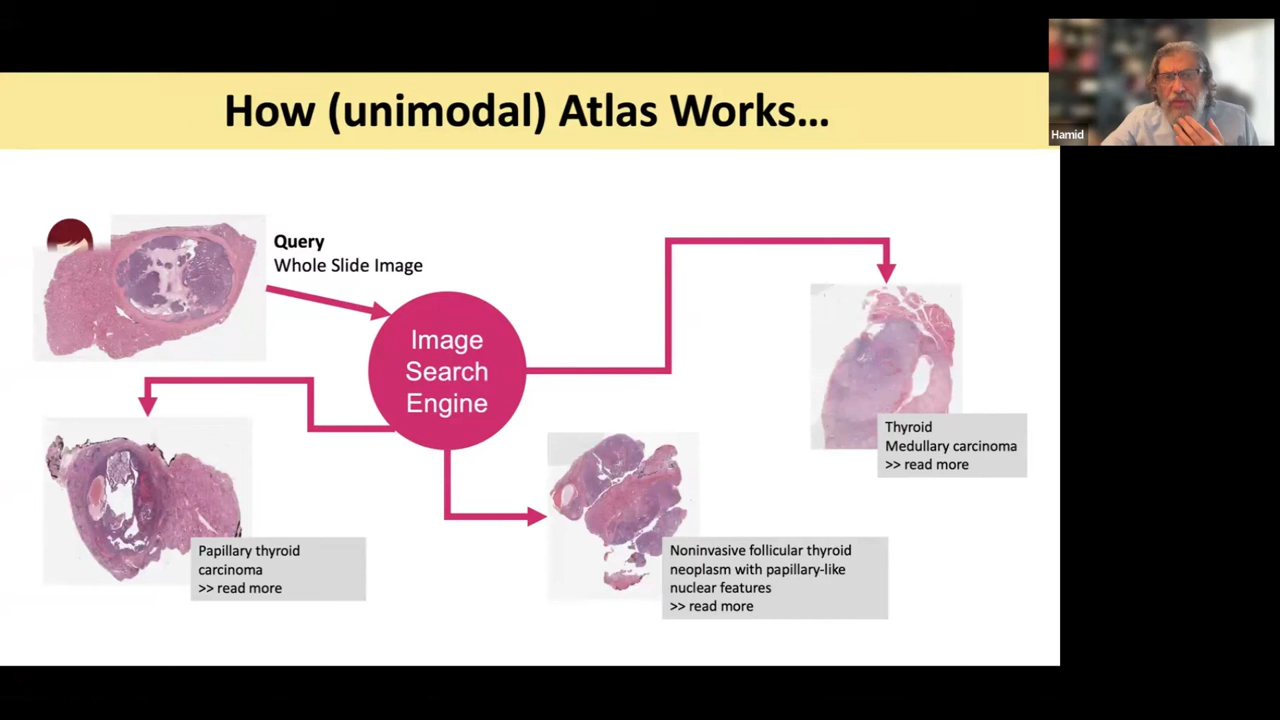 How (unimodal) Atlas Works...
Hamid
Query
Whole Slide Image
Image
Search
Engine
Thyroid
Medullary carcinoma
>> read more
Papillary thyroid
carcinoma
>> read more
Noninvasive follicular thyroid
neoplasm with papillary-like
nuclear features
>> read more